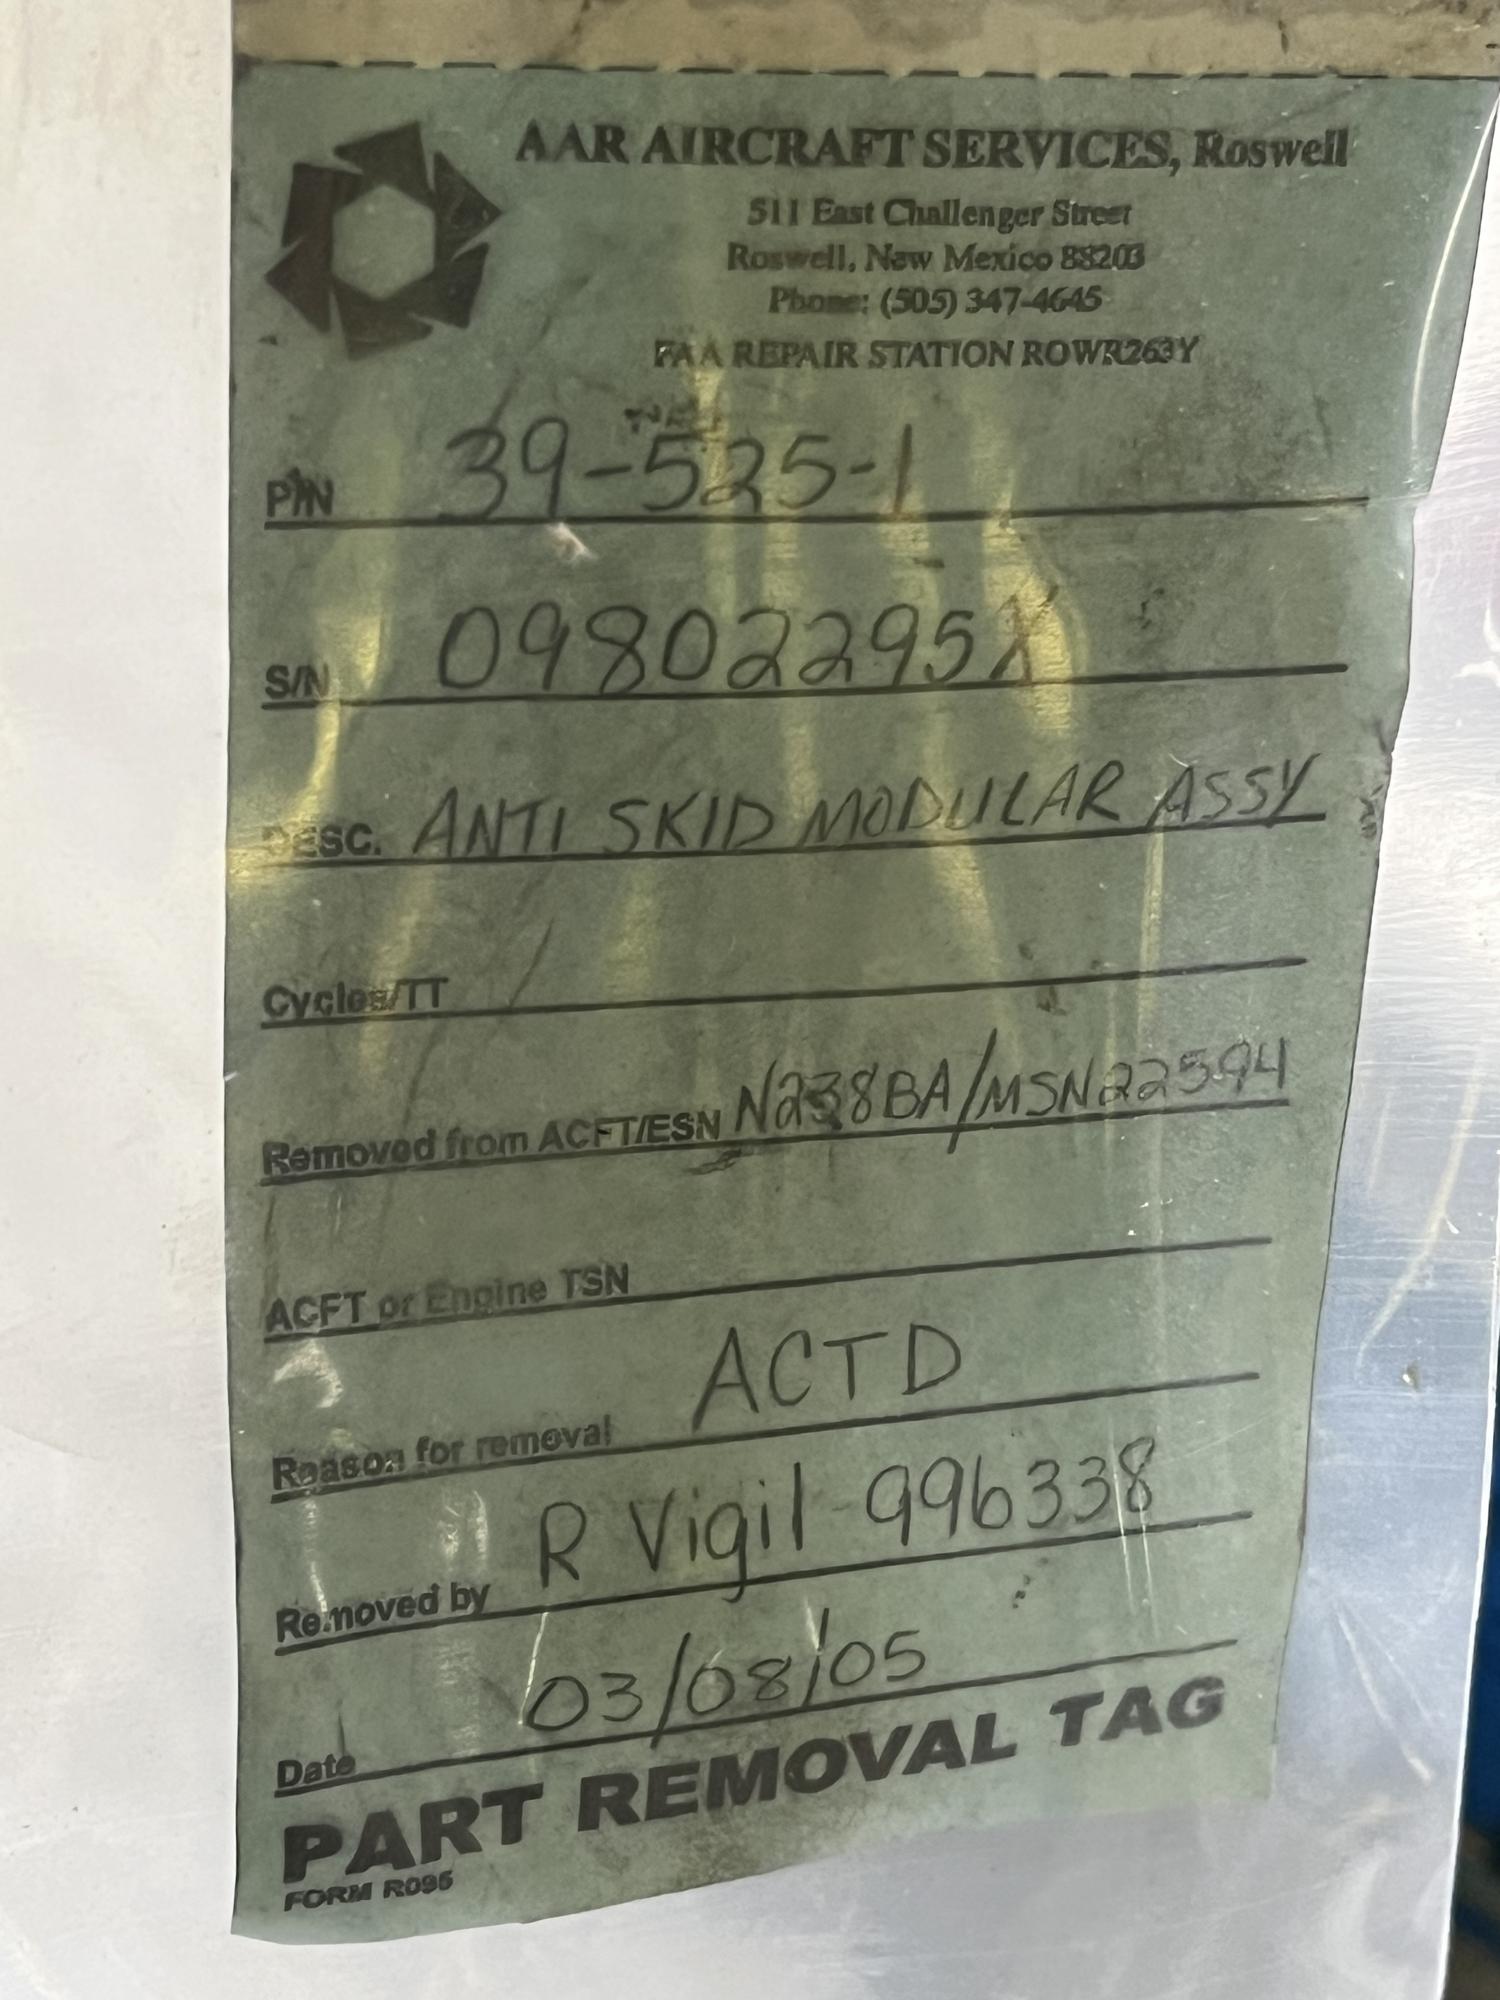 AAR AIRCRAFT SERVICES, Roswell
511 East Challenger Street
Roswell, New Mexico 88203
Phone: (505) 347-4645
FAA REPAIR STATION ROWR263Y
P/N 39-525-1
S/N 09802295X
DESC. ANTI SKID MODULAR ASSY
Cycles/TT
Removed from ACFT/ESN N238BA/MSN22594
ACFT or Engine TSN
Reason for removal ACTD
Removed by R Vigil 996338
Date 03/08/05
PART REMOVAL TAG
FORM R095